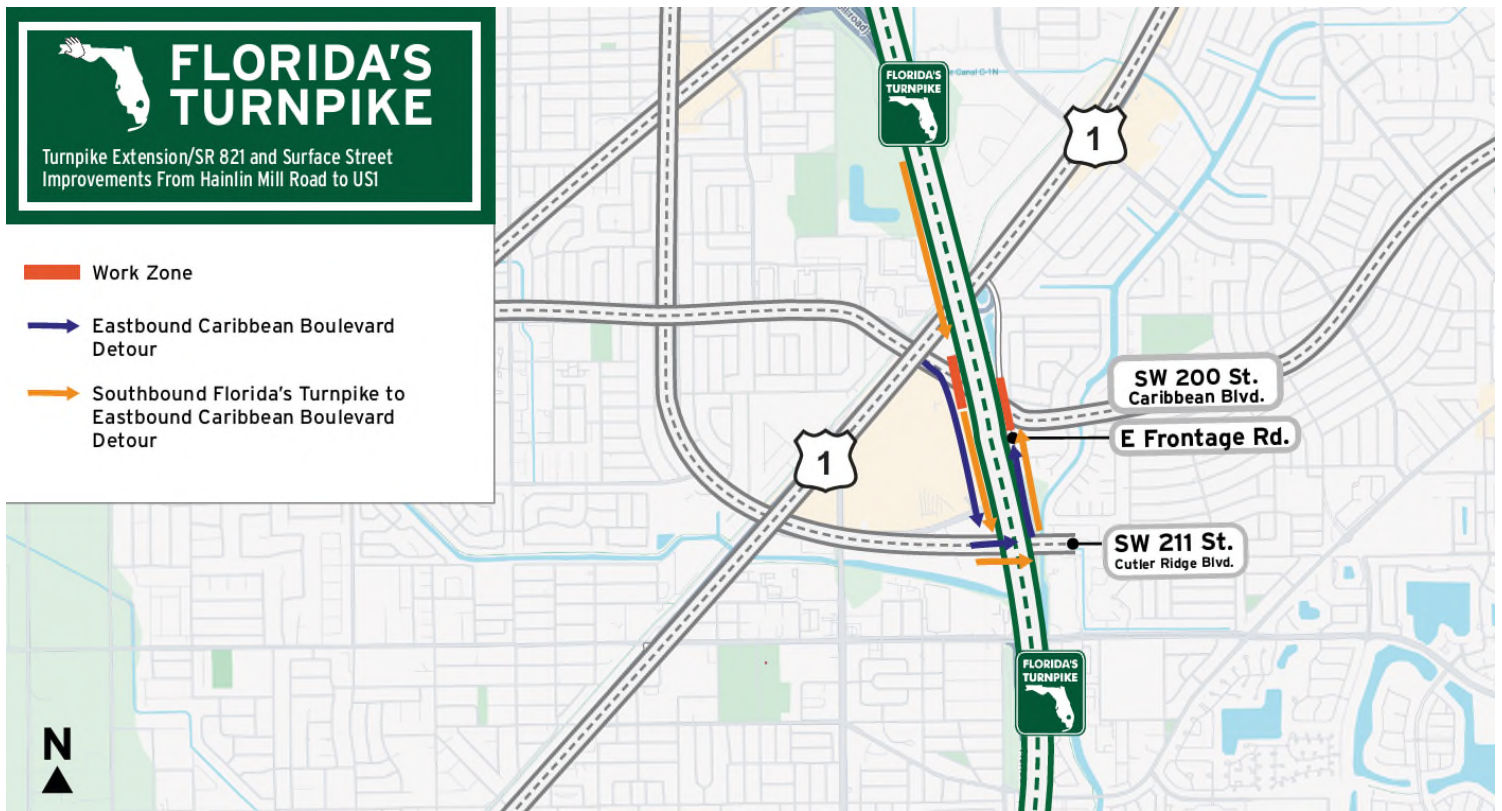 FLORIDA'S
TURNPIKE
Turnpike Extension/SR 821 and Surface Street
Improvements From Hainlin Mill Road to US1
Work Zone
Eastbound Caribbean Boulevard
Detour
Southbound Florida's Turnpike to
Eastbound Caribbean Boulevard
Detour
FLORIDA'S
TURNPIKE
Canal C-1N
1
SW 200 St.
Caribbean Blvd.
E Frontage Rd.
1
SW 211 St.
Cutler Ridge Blvd.
FLORIDA'S
TURNPIKE
N